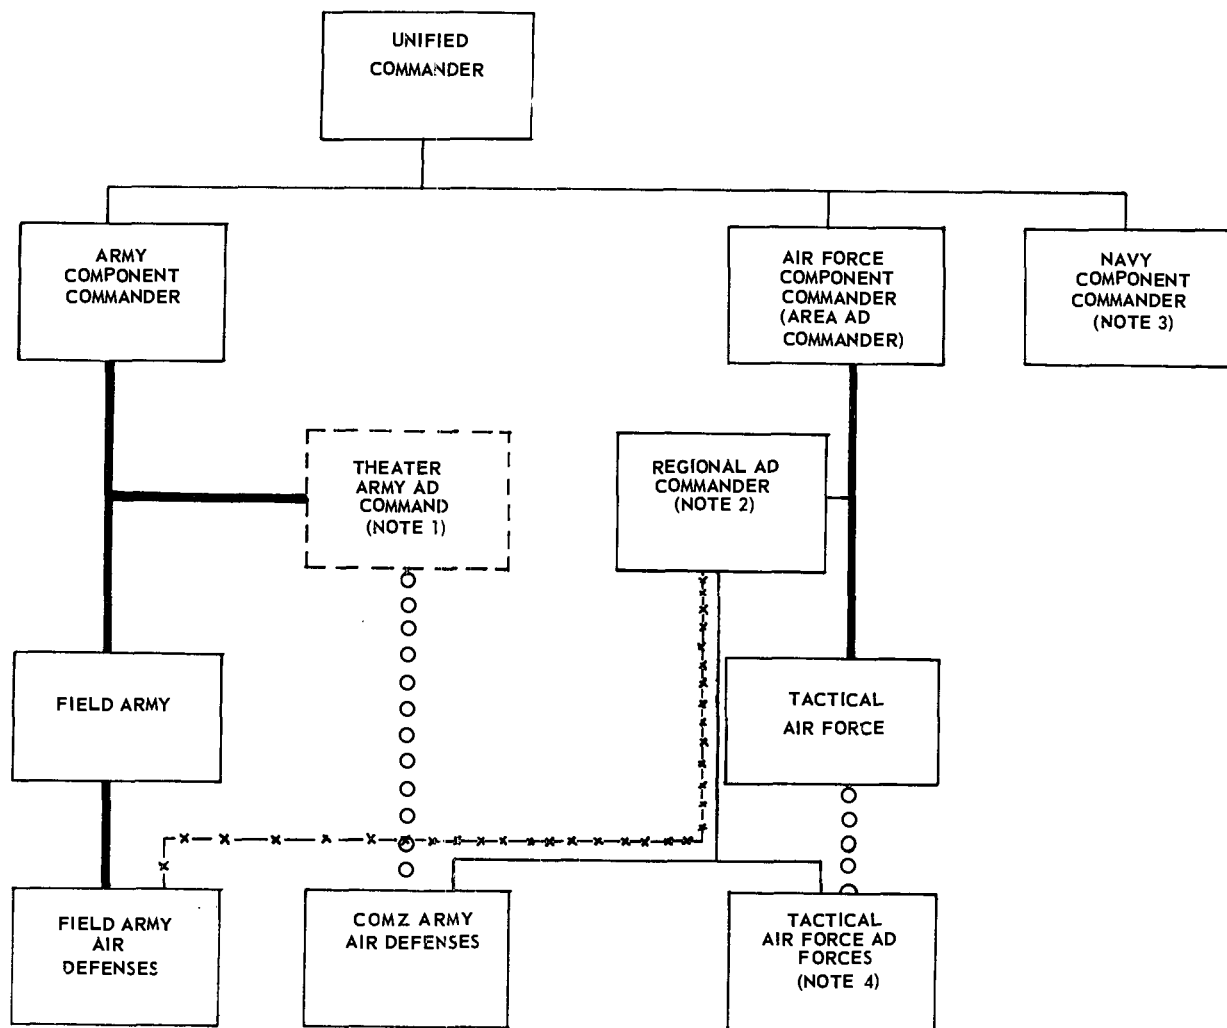 UNIFIED
COMMANDER
ARMY
COMPONENT
COMMANDER
AIR FORCE
COMPONENT
COMMANDER
(AREA AD
COMMANDER)
NAVY
COMPONENT
COMMANDER
(NOTE 3)
THEATER
ARMY AD
COMMAND
(NOTE 1)
REGIONAL AD
COMMANDER
(NOTE 2)
FIELD ARMY
TACTICAL
AIR FORCE
FIELD ARMY
AIR
DEFENSES
COMZ ARMY
AIR DEFENSES
TACTICAL
AIR FORCE AD
FORCES
(NOTE 4)